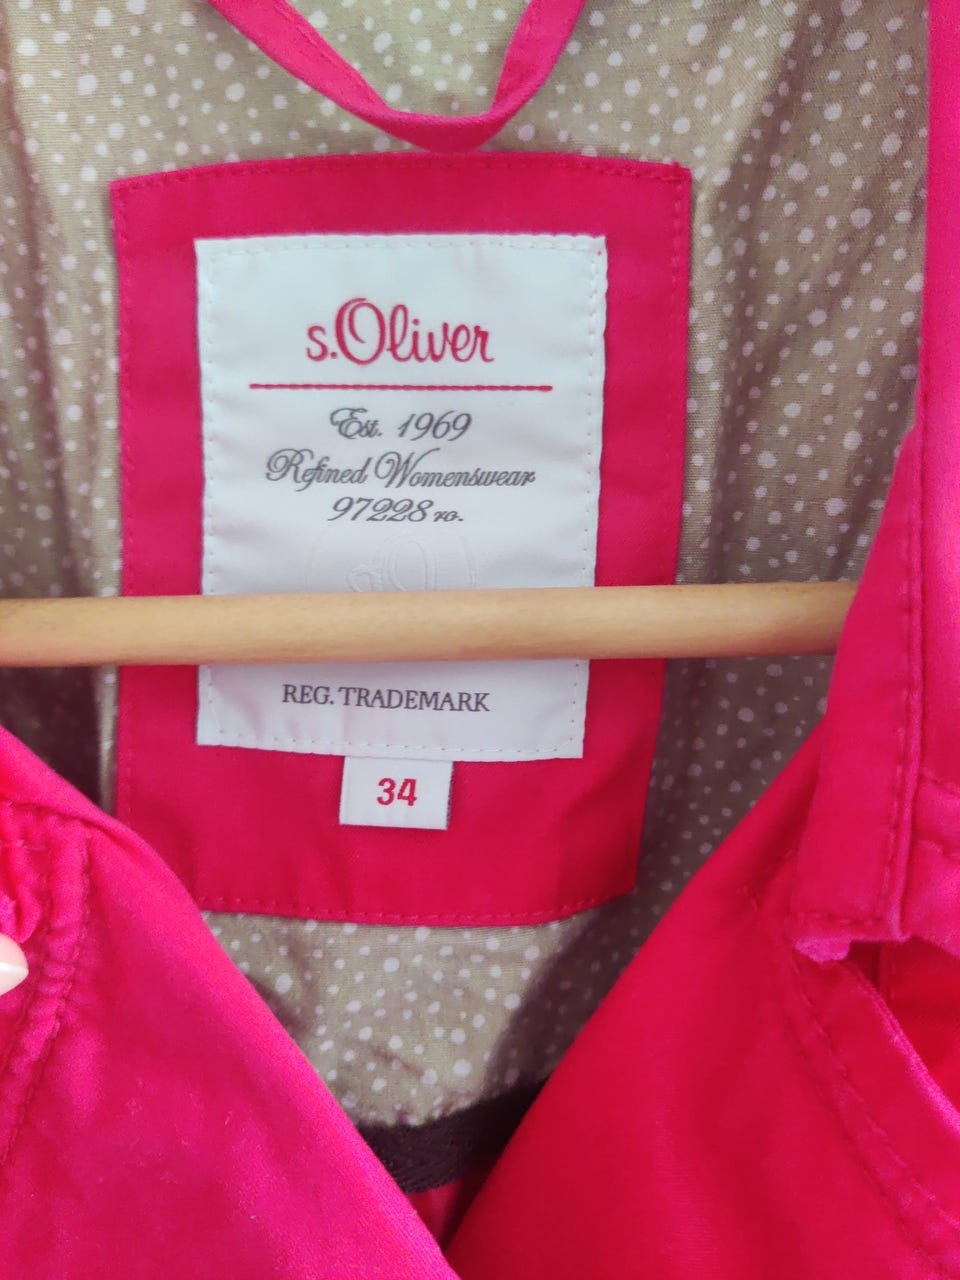 s.Oliver
Est. 1969
Refined Womenswear
97228 ro.
REG. TRADEMARK
34